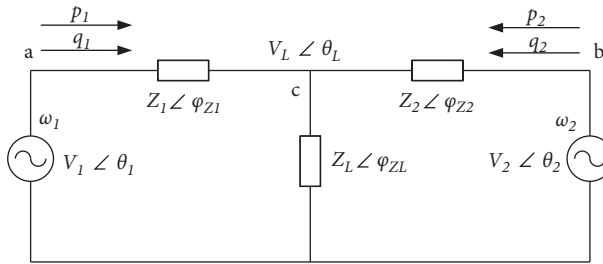 p1
p2
q1
q2
a
VL ∠ θL
b
Z1 ∠ φZ1
c
Z2 ∠ φZ2
ω1
ω2
V1 ∠ θ1
ZL ∠ φZL
V2 ∠ θ2